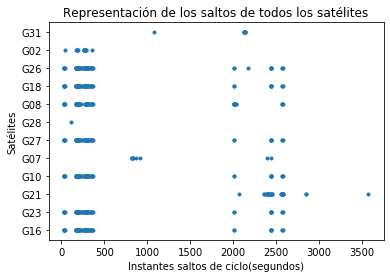 Representación de los saltos de todos los satélites
G31
G02
G26
G18
G08
G28
G27
G07
G10
G21
G23
G16
Satélites
0 500 1000 1500 2000 2500 3000 3500
Instantes saltos de ciclo(segundos)